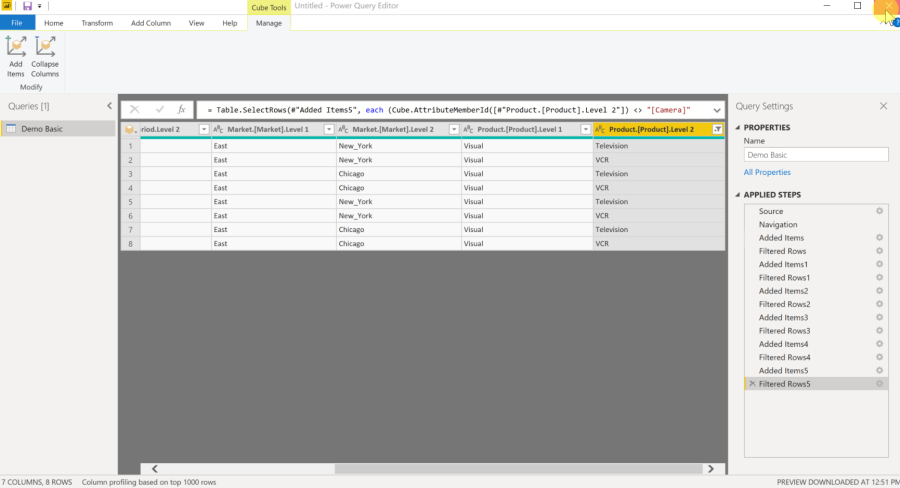 Cube Tools
Untitled - Power Query Editor
File Home Transform Add Column View Help Manage
Add Items
Collapse Columns
Modify
Queries [1]
Demo Basic
fx = Table.SelectRows(#"Added Items5", each (Cube.AttributeMemberId([#"Product.[Product].Level 2"]) <> "[Camera]"
riod.Level 2 ABC Market.[Market].Level 1 ABC Market.[Market].Level 2 ABC Product.[Product].Level 1 ABC Product.[Product].Level 2
1 East New_York Visual Television
2 East New_York Visual VCR
3 East Chicago Visual Television
4 East Chicago Visual VCR
5 East New_York Visual Television
6 East New_York Visual VCR
7 East Chicago Visual Television
8 East Chicago Visual VCR
Query Settings
PROPERTIES
Name
Demo Basic
All Properties
APPLIED STEPS
Source
Navigation
Added Items
Filtered Rows
Added Items1
Filtered Rows1
Added Items2
Filtered Rows2
Added Items3
Filtered Rows3
Added Items4
Filtered Rows4
Added Items5
Filtered Rows5
7 COLUMNS, 8 ROWS Column profiling based on top 1000 rows
PREVIEW DOWNLOADED AT 12:51 PM